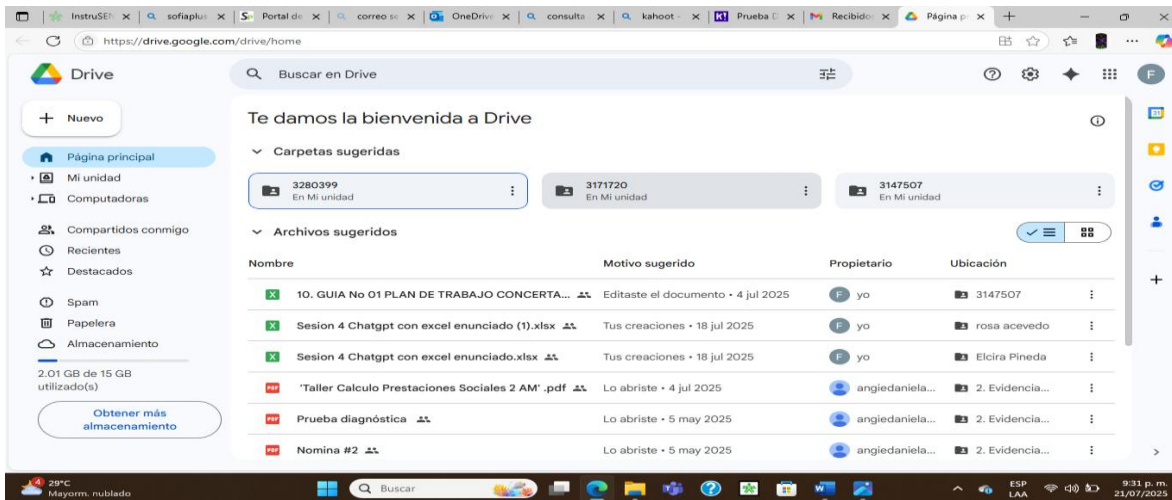 InstruSEN
sofiaplus
Portal de
correo se
OneDrive
consulta
kahoot -
Prueba D
Recibidos
Página pr
https://drive.google.com/drive/home
Drive
Buscar en Drive
F
Nuevo
Te damos la bienvenida a Drive
31
Página principal
Carpetas sugeridas
Mi unidad
Computadoras
3280399
En Mi unidad
3171720
En Mi unidad
3147507
En Mi unidad
Compartidos conmigo
Archivos sugeridos
Recientes
Destacados
Nombre Motivo sugerido Propietario Ubicación
Spam
Papelera
Almacenamiento
2.01 GB de 15 GB
utilizado(s)
Obtener más
almacenamiento
10. GUIA No 01 PLAN DE TRABAJO CONCERTA... Editaste el documento • 4 jul 2025 F yo 3147507
Sesion 4 Chatgpt con excel enunciado (1).xlsx Tus creaciones • 18 jul 2025 F yo rosa acevedo
Sesion 4 Chatgpt con excel enunciado.xlsx Tus creaciones • 18 jul 2025 F yo Elcira Pineda
PDF 'Taller Calculo Prestaciones Sociales 2 AM' .pdf Lo abriste • 4 jul 2025 angiedaniela... 2. Evidencia...
PDF Prueba diagnóstica Lo abriste • 5 may 2025 angiedaniela... 2. Evidencia...
PDF Nomina #2 Lo abriste • 5 may 2025 angiedaniela... 2. Evidencia...
29°C
Mayorm. nublado
Buscar
ESP
LAA
9:31 p. m.
21/07/2025